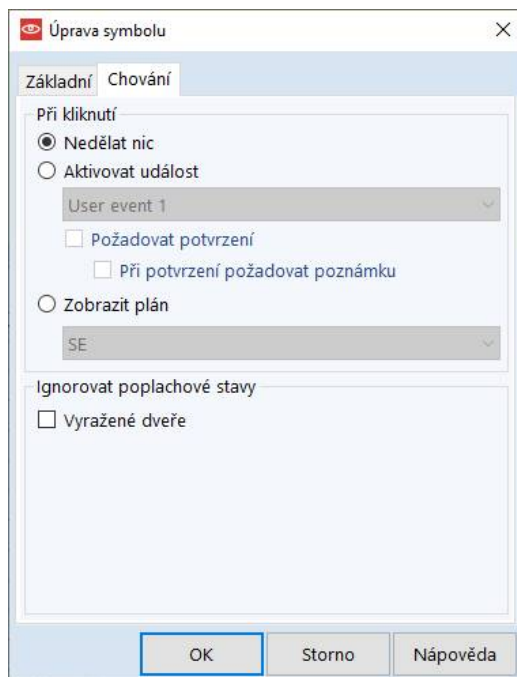 Úprava symbolu
Základní Chování
Při kliknutí
Nedělat nic
Aktivovat událost
User event 1
Požadovat potvrzení
Při potvrzení požadovat poznámku
Zobrazit plán
SE
Ignorovat poplachové stavy
Vyražené dveře
OK Storno Nápověda